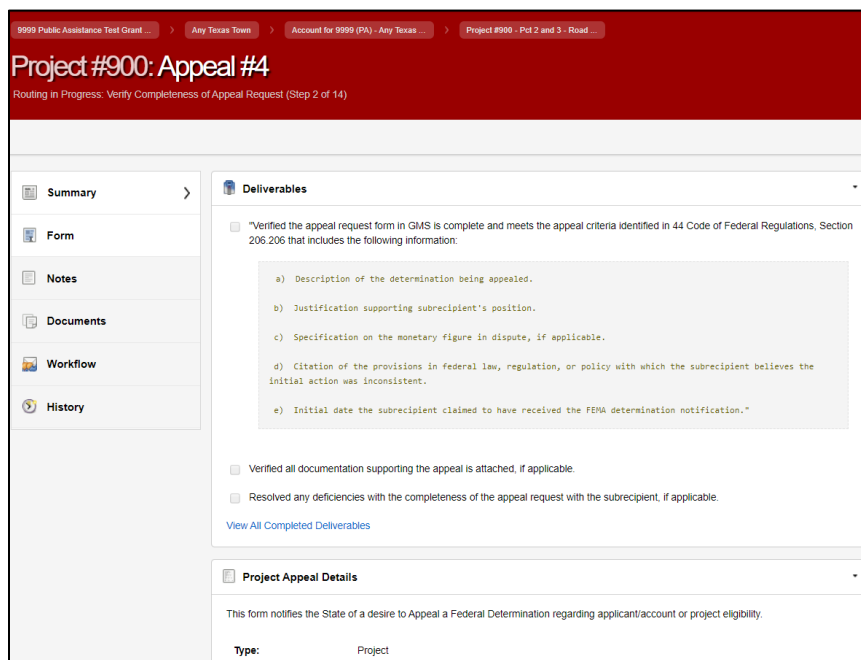 9999 Public Assistance Test Grant ... > Any Texas Town > Account for 9999 (PA) - Any Texas ... > Project #900 - Pct 2 and 3 - Road ...
Project #900: Appeal #4
Routing in Progress: Verify Completeness of Appeal Request (Step 2 of 14)
Summary
Form
Notes
Documents
Workflow
History
Deliverables
"Verified the appeal request form in GMS is complete and meets the appeal criteria identified in 44 Code of Federal Regulations, Section
206.206 that includes the following information:
a) Description of the determination being appealed.
b) Justification supporting subrecipient's position.
c) Specification on the monetary figure in dispute, if applicable.
d) Citation of the provisions in federal law, regulation, or policy with which the subrecipient believes the
initial action was inconsistent.
e) Initial date the subrecipient claimed to have received the FEMA determination notification."
Verified all documentation supporting the appeal is attached, if applicable.
Resolved any deficiencies with the completeness of the appeal request with the subrecipient, if applicable.
View All Completed Deliverables
Project Appeal Details
This form notifies the State of a desire to Appeal a Federal Determination regarding applicant/account or project eligibility.
Type: Project